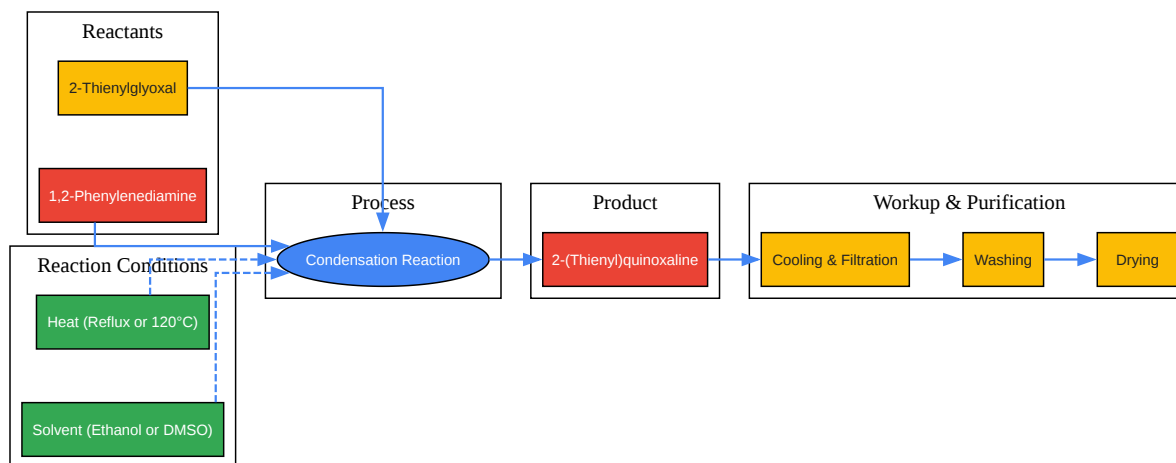 Reactants
2-Thienylglyoxal
1,2-Phenylenediamine
Reaction Conditions
Heat (Reflux or 120°C)
Solvent (Ethanol or DMSO)
Process
Condensation Reaction
Product
2-(Thienyl)quinoxaline
Workup & Purification
Cooling & Filtration
Washing
Drying